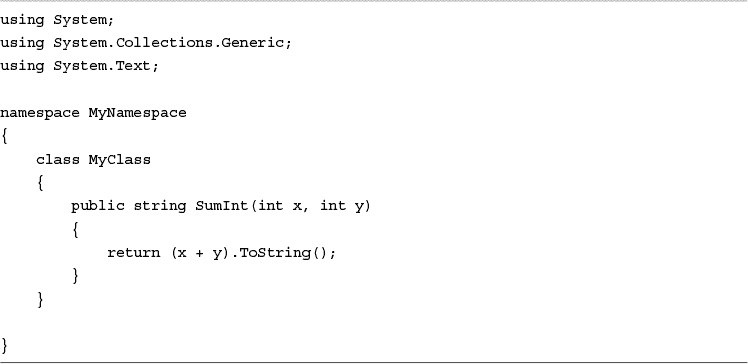 using System;
using System.Collections.Generic;
using System.Text;

namespace MyNamespace
{
    class MyClass
    {
        public string SumInt(int x, int y)
        {
            return (x + y).ToString();
        }
    }

}